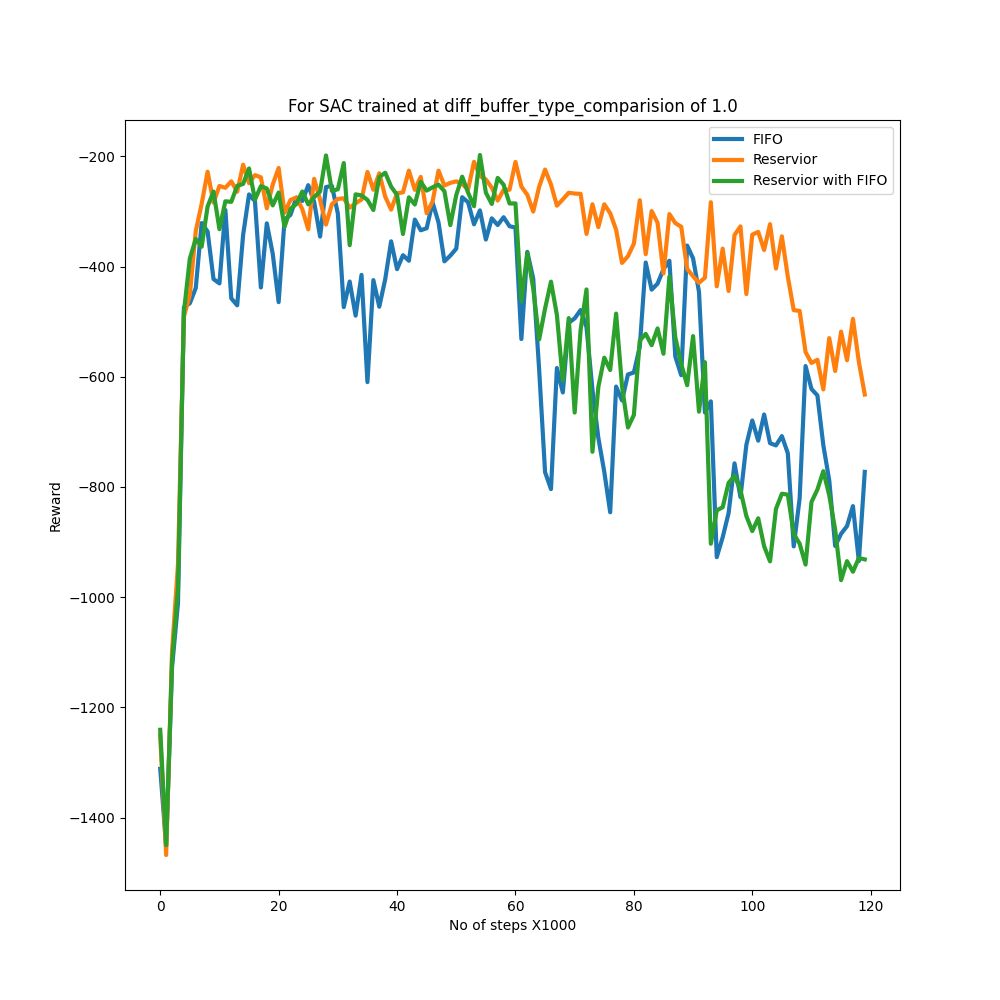 For SAC trained at diff_buffer_type_comparision of 1.0
FIFO
Reservior
Reservior with FIFO
−200
−400
−600
−800
−1000
−1200
−1400
Reward
0 20 40 60 80 100 120
No of steps X1000